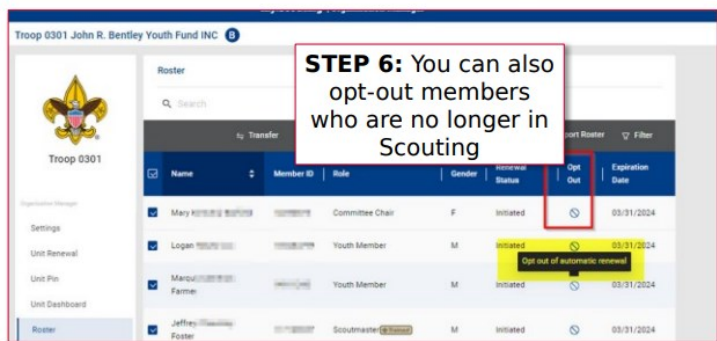 Troop 0301 John R. Bentley Youth Fund INC B
Roster
STEP 6: You can also
opt-out members
who are no longer in
Scouting
Search
Transfer
Roster
Filter
Troop 0301
Name
Member ID
Role
Gender
Renewal
Status
Opt
Out
Expiration
Date
Organization Manager
Mary
Committee Chair
F
Initiated
03/31/2024
Settings
Logan
Youth Member
M
Initiated
03/31/2024
Opt out of automatic renewal
Unit Renewal
Unit Pin
Farmer
Youth Member
M
Initiated
03/31/2024
Unit Dashboard
Roster
Jeffrey
Foster
Scoutmaster Trained
M
Initiated
03/31/2024